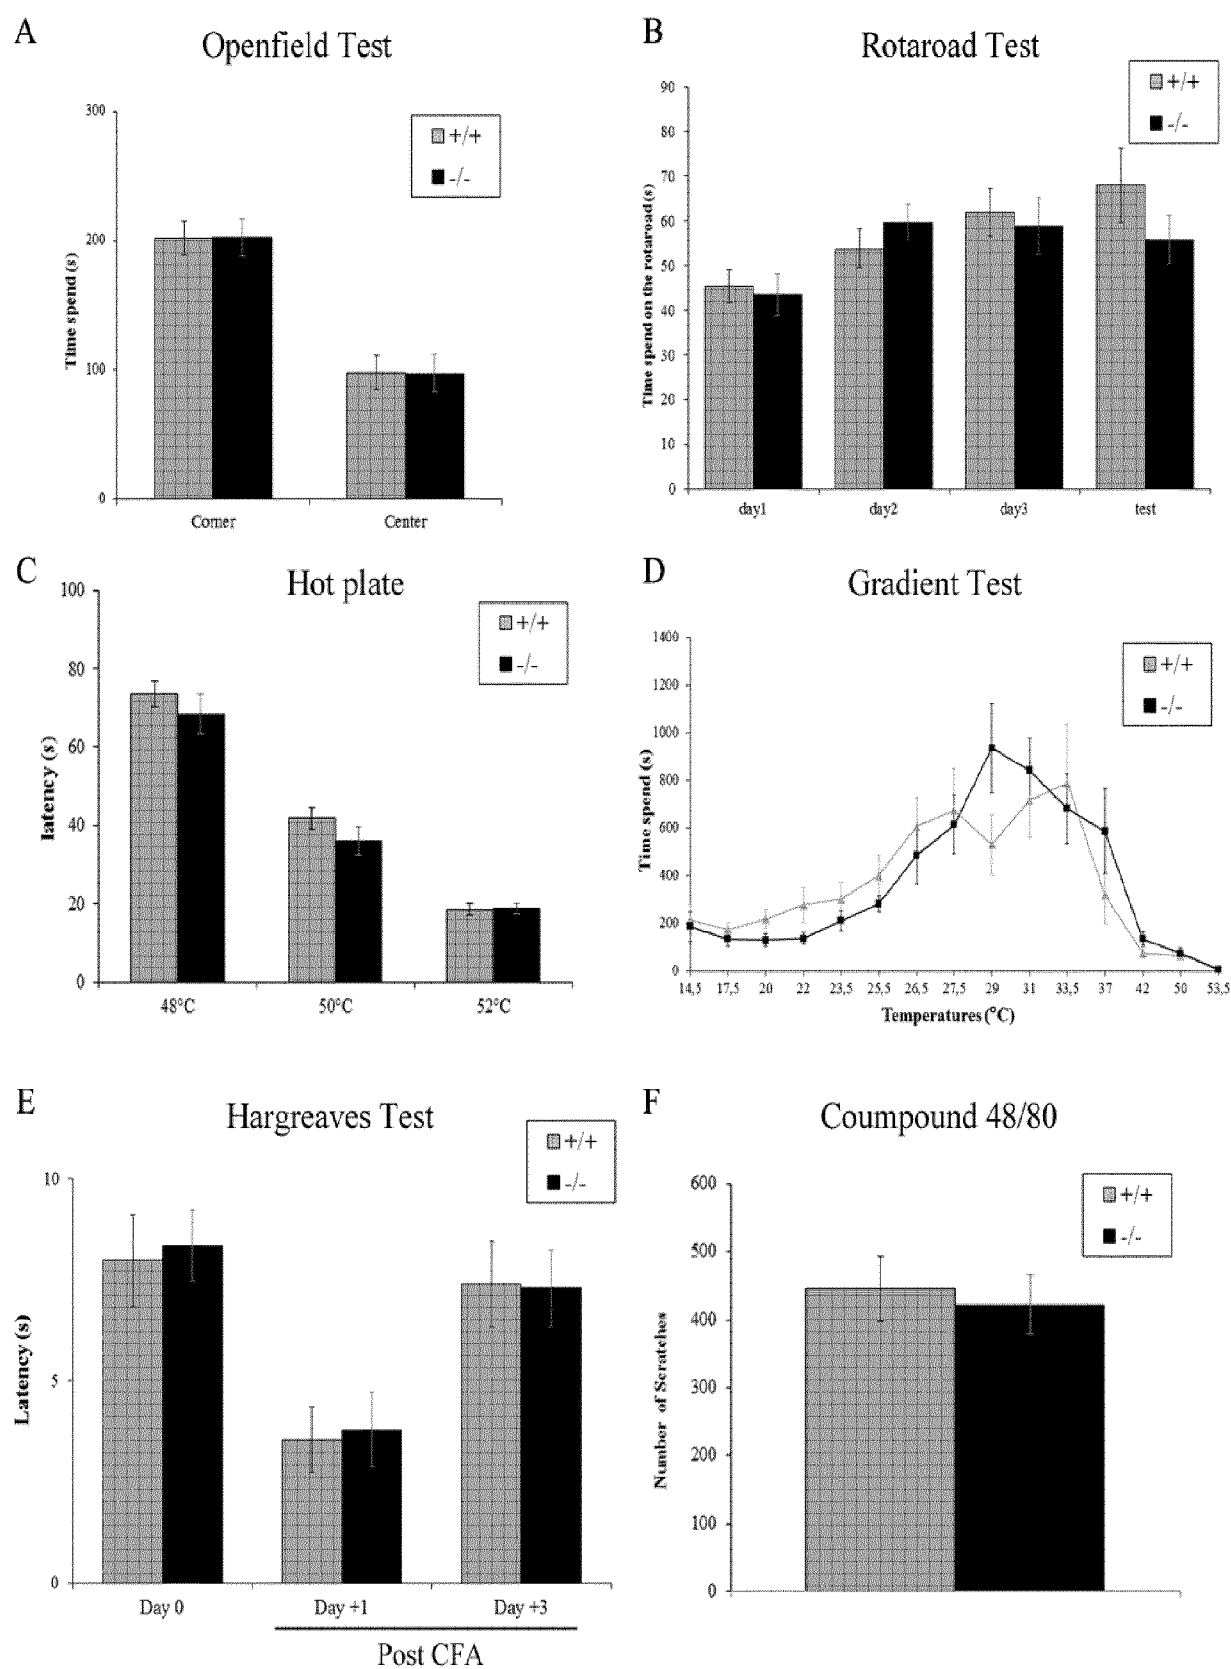 A
Openfield Test
+/+
-/-
300
200
100
0
Time spend (s)
Corner
Center
B
Rotaroad Test
+/+
-/-
90
80
70
60
50
40
30
20
10
0
Time spend on the rotaroad (s)
day1
day2
day3
test
C
Hot plate
+/+
-/-
100
80
60
40
20
0
latency (s)
48°C
50°C
52°C
D
Gradient Test
+/+
-/-
1400
1200
1000
800
600
400
200
0
Time spend (s)
14,5 17,5 20 22 23,5 25,5 26,5 27,5 29 31 33,5 37 42 50 53,5
Temperatures (°C)
E
Hargreaves Test
+/+
-/-
10
5
0
Latency (s)
Day 0
Day +1
Day +3
Post CFA
F
Coumpound 48/80
+/+
-/-
600
500
400
300
200
100
0
Number of Scratches